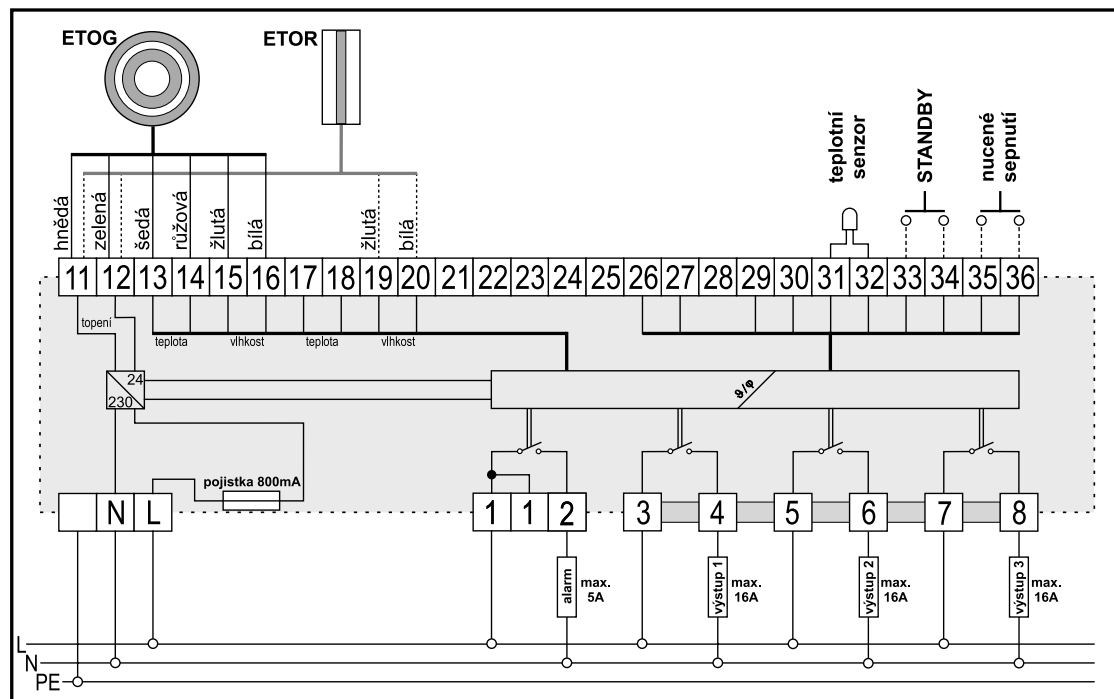 ETOG
ETOR
teplotní
senzor
STANDBY
nucené
sepnutí
hnědá
zelená
šedá
růžová
žlutá
bílá
žlutá
bílá
11 12 13 14 15 16 17 18 19 20 21 22 23 24 25 26 27 28 29 30 31 32 33 34 35 36
topení
teplota
vlhkost
teplota
vlhkost
24
230
ϑ/φ
pojistka 800mA
N L 1 1 2 3 4 5 6 7 8
alarm
max.
5A
výstup 1
max.
16A
výstup 2
max.
16A
výstup 3
max.
16A
L
N
PE